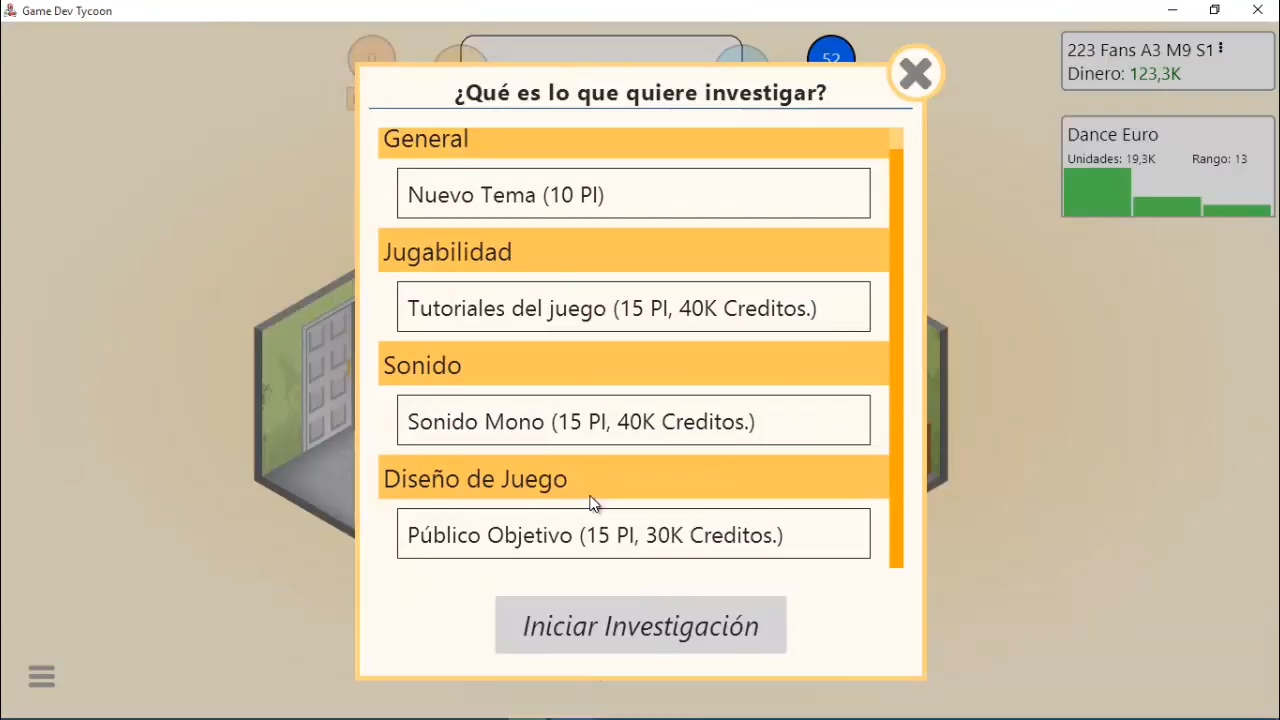 Game Dev Tycoon
223 Fans A3 M9 S1
Dinero: 123,3K
52
¿Qué es lo que quiere investigar?
General
Nuevo Tema (10 PI)
Jugabilidad
Tutoriales del juego (15 PI, 40K Creditos.)
Sonido
Sonido Mono (15 PI, 40K Creditos.)
Diseño de Juego
Público Objetivo (15 PI, 30K Creditos.)
Iniciar Investigación
Dance Euro
Unidades: 19,3K Rango: 13